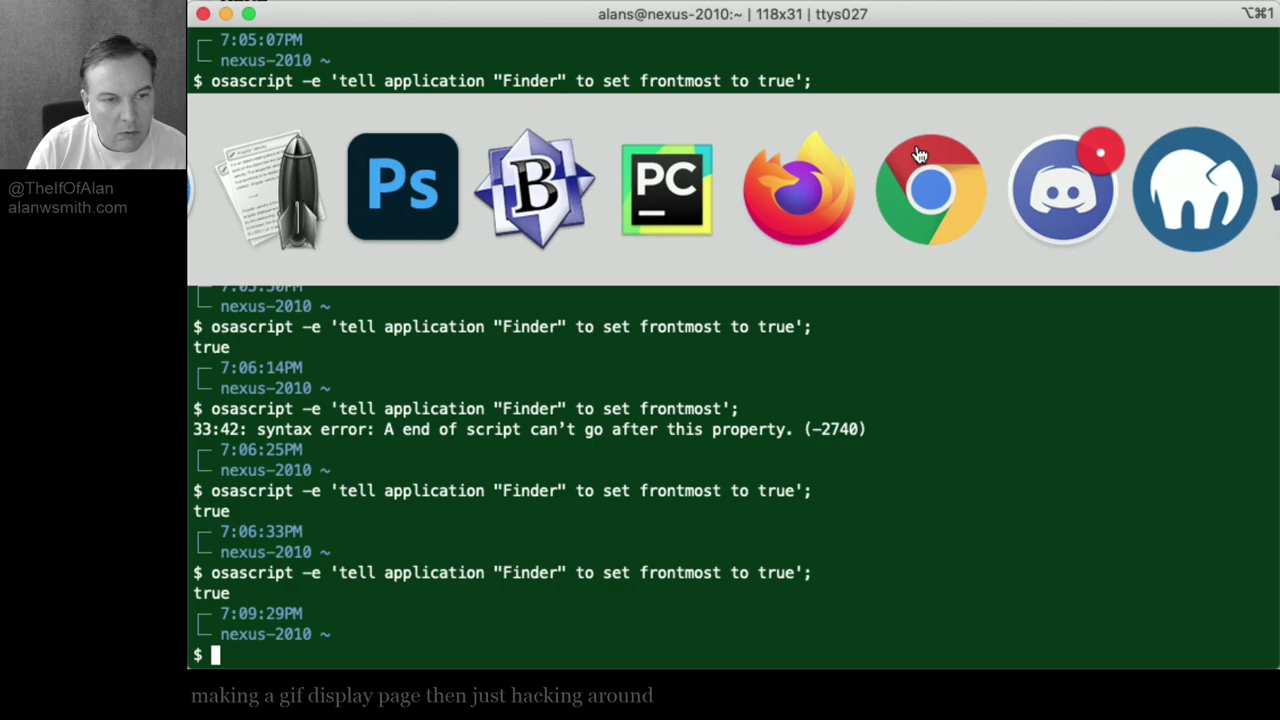 alans@nexus-2010:~ | 118x31 | ttys027
⌥⌘1
7:05:07PM
nexus-2010 ~
$ osascript -e 'tell application "Finder" to set frontmost to true';
Ps
B
PC
@TheIfOfAlan
alanwsmith.com
nexus-2010 ~
$ osascript -e 'tell application "Finder" to set frontmost to true';
true
7:06:14PM
nexus-2010 ~
$ osascript -e 'tell application "Finder" to set frontmost';
33:42: syntax error: A end of script can’t go after this property. (-2740)
7:06:25PM
nexus-2010 ~
$ osascript -e 'tell application "Finder" to set frontmost to true';
true
7:06:33PM
nexus-2010 ~
$ osascript -e 'tell application "Finder" to set frontmost to true';
true
7:09:29PM
nexus-2010 ~
$
making a gif display page then just hacking around